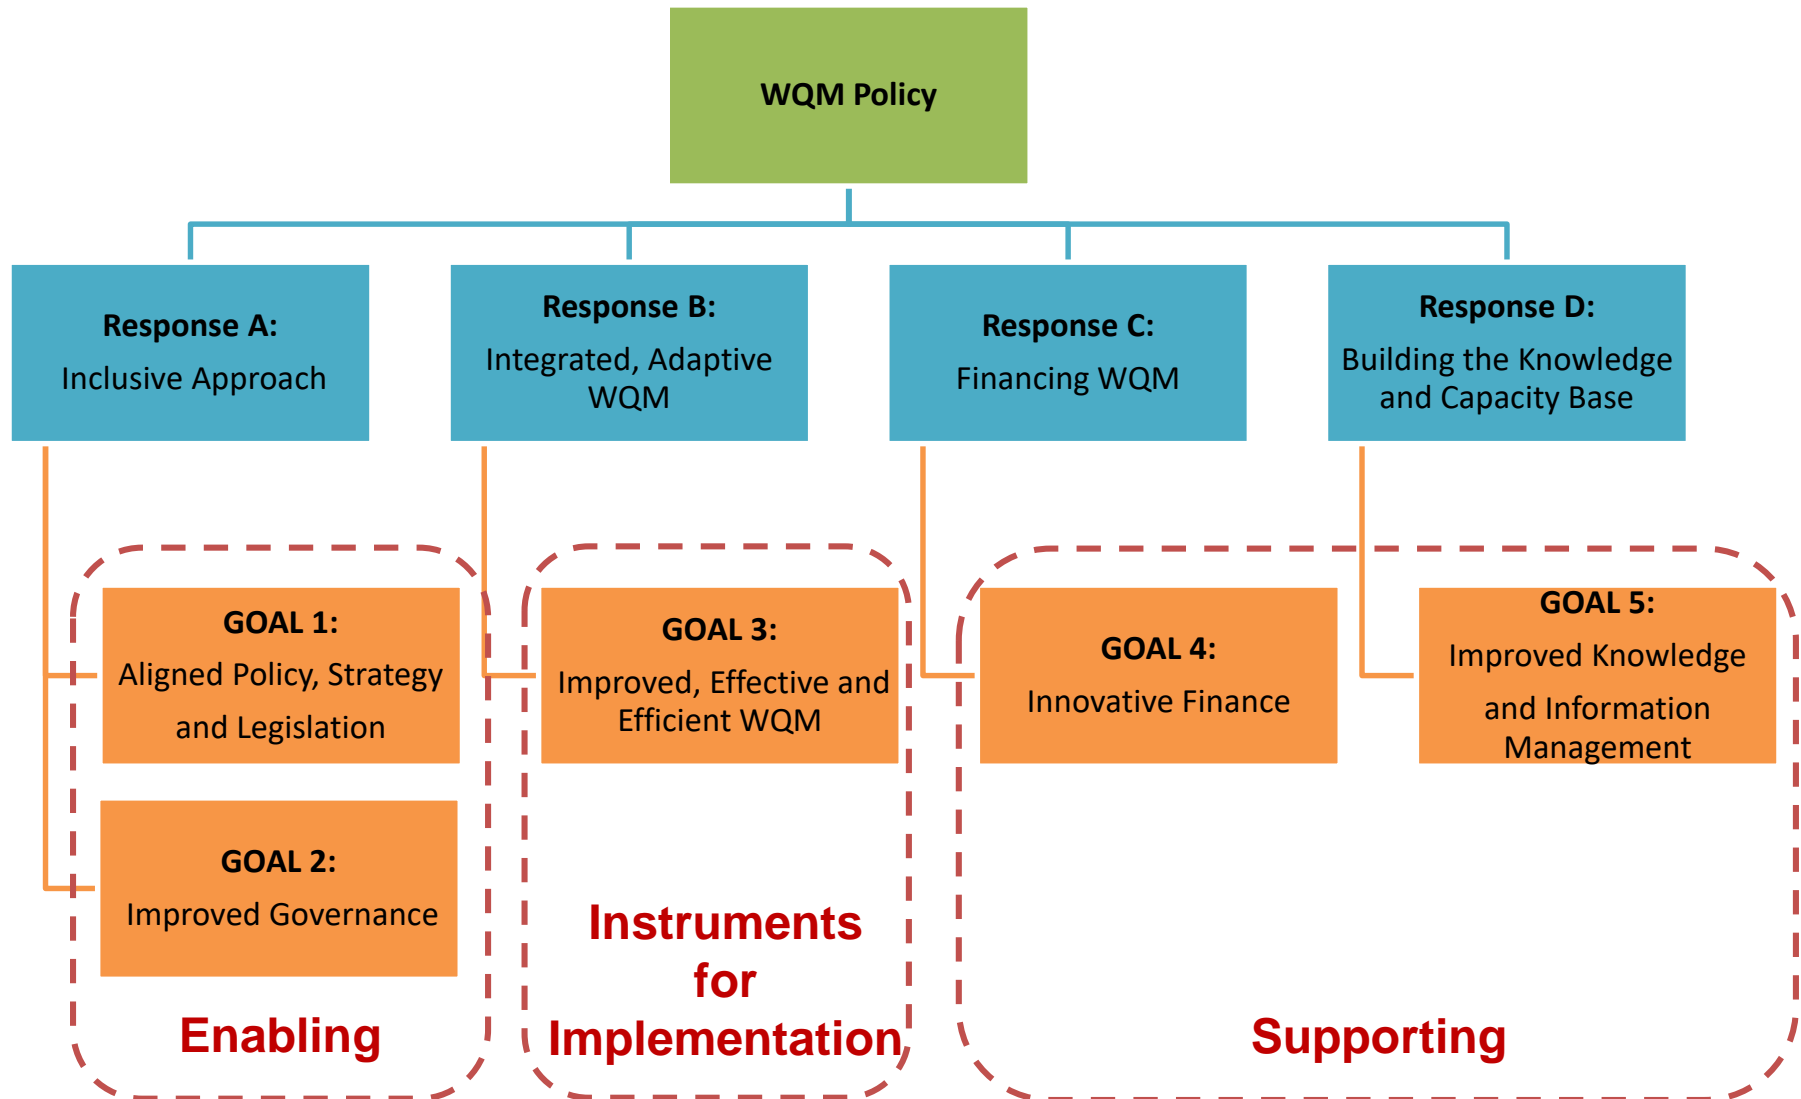 WQM Policy
Response A:
Inclusive Approach
Response B:
Integrated, Adaptive
WQM
Response C:
Financing WQM
Response D:
Building the Knowledge
and Capacity Base
GOAL 1:
Aligned Policy, Strategy
and Legislation
GOAL 2:
Improved Governance
Enabling
GOAL 3:
Improved, Effective and
Efficient WQM
Instruments
for
Implementation
GOAL 4:
Innovative Finance
GOAL 5:
Improved Knowledge
and Information
Management
Supporting